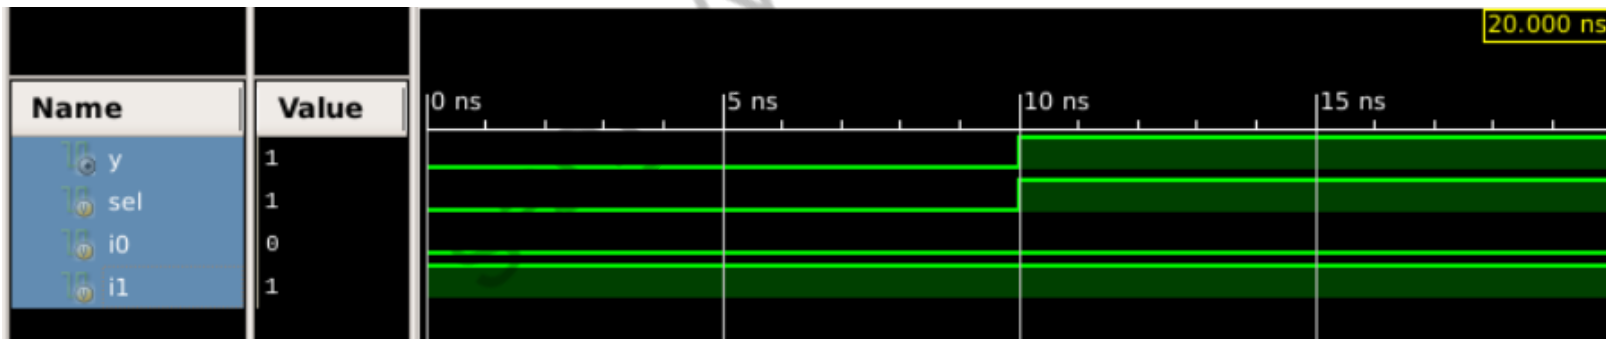 20.000 ns
Name Value 0 ns 5 ns 10 ns 15 ns
y 1
sel 1
i0 0
i1 1